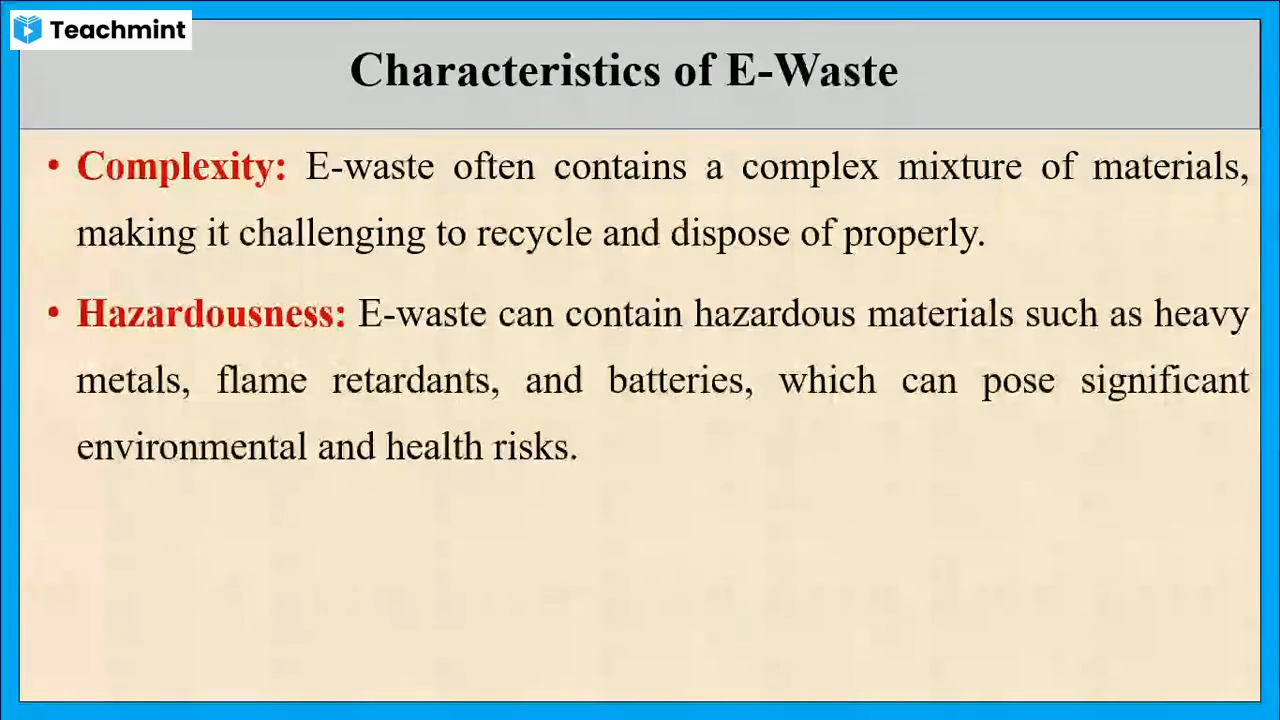 Teachmint
Characteristics of E-Waste
• Complexity: E-waste often contains a complex mixture of materials,
making it challenging to recycle and dispose of properly.
• Hazardousness: E-waste can contain hazardous materials such as heavy
metals, flame retardants, and batteries, which can pose significant
environmental and health risks.